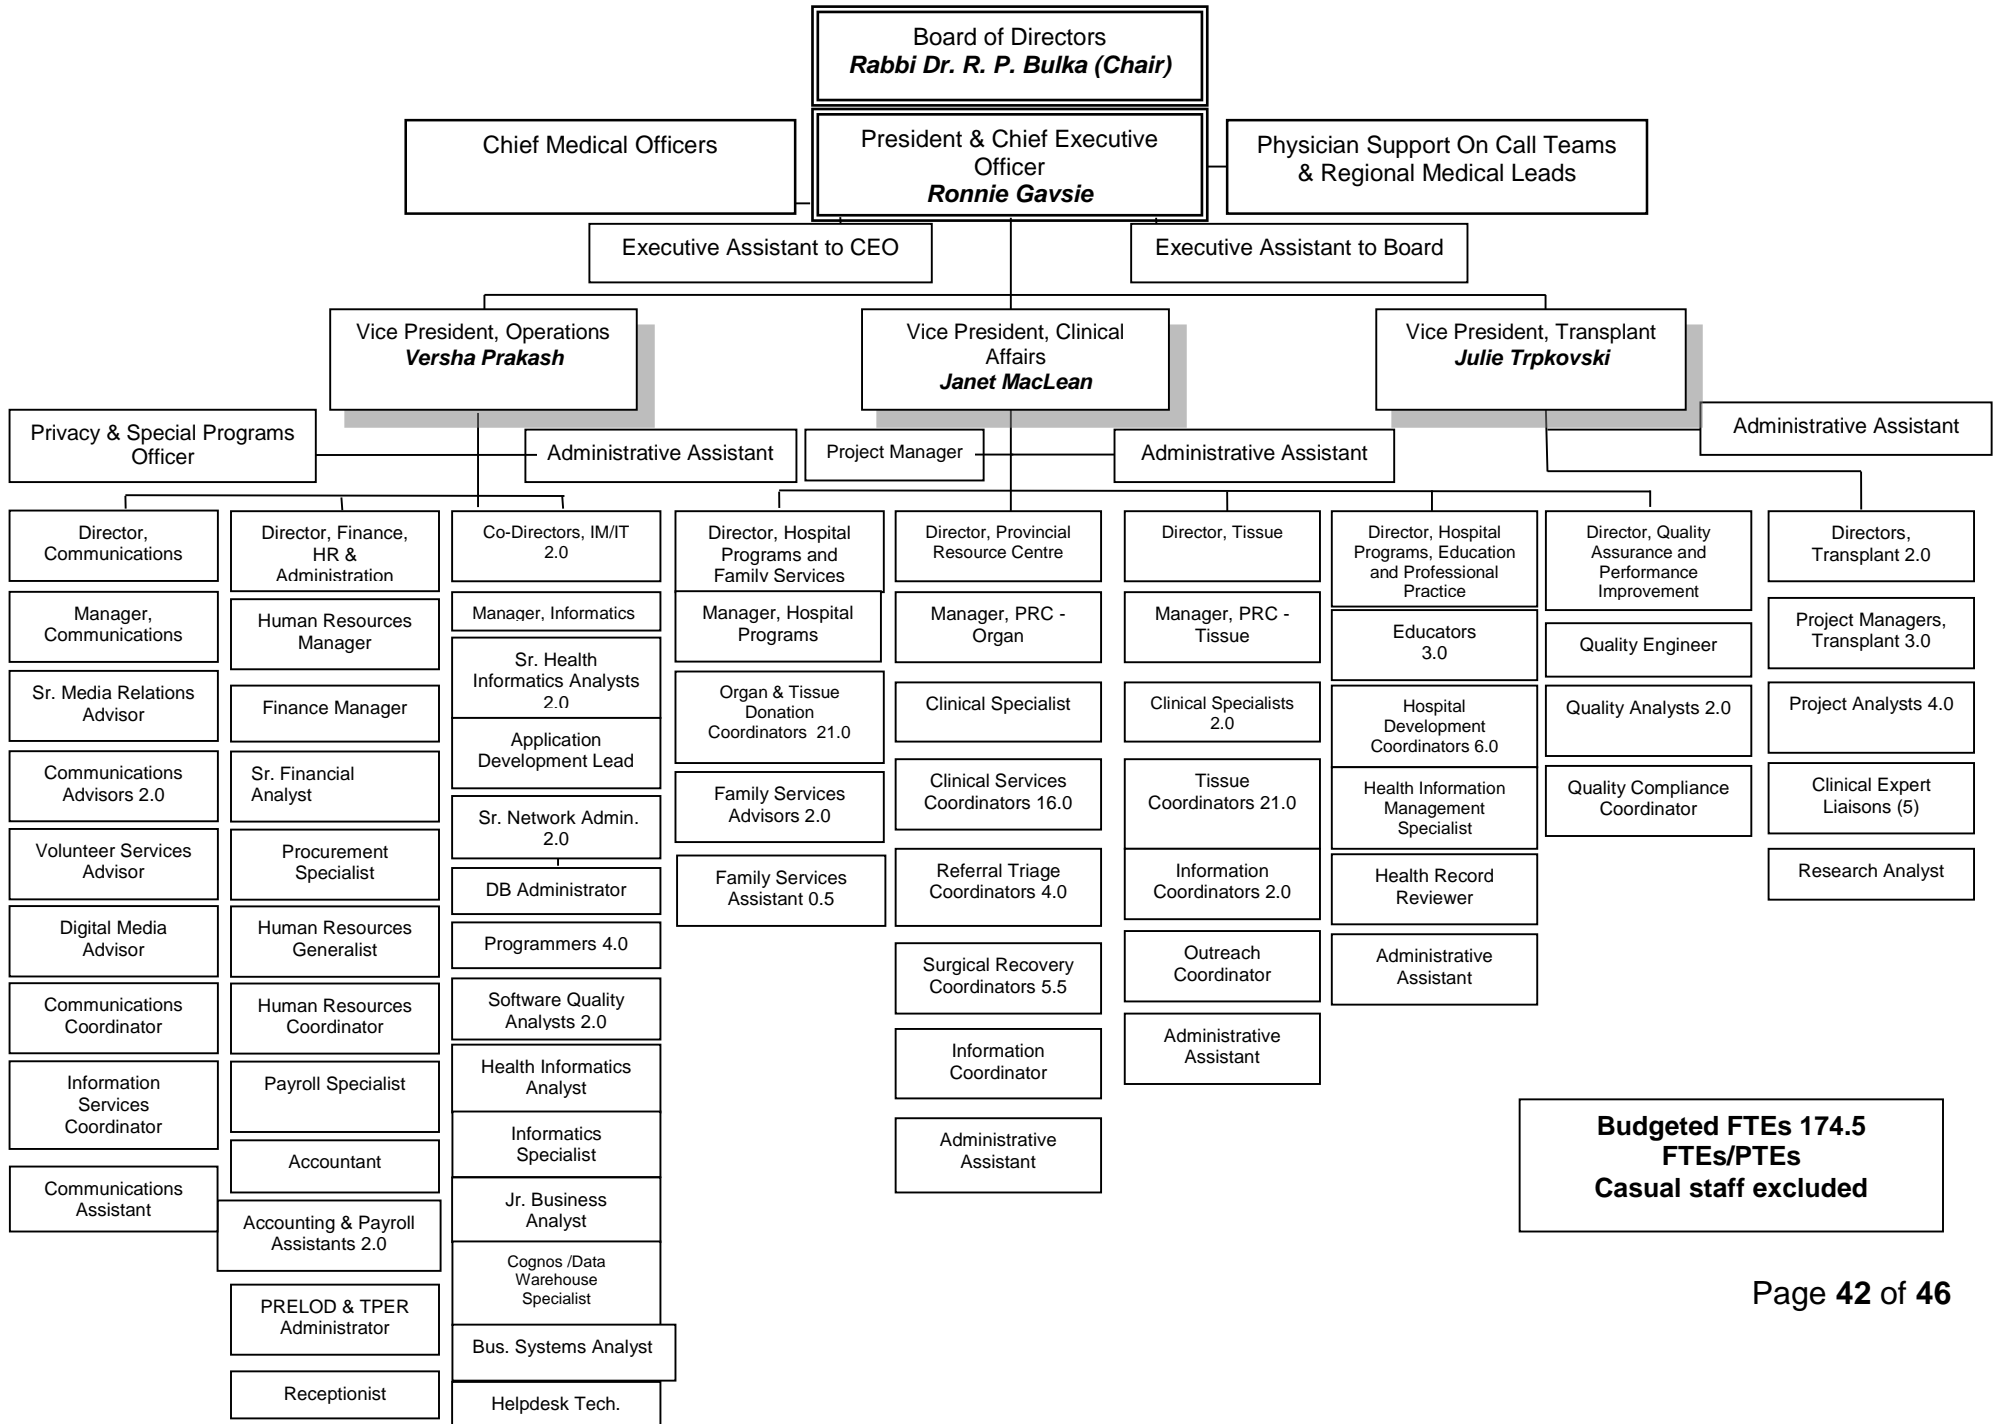 Board of Directors
Rabbi Dr. R. P. Bulka (Chair)
Chief Medical Officers
President & Chief Executive
Officer
Ronnie Gavsie
Physician Support On Call Teams
& Regional Medical Leads
Executive Assistant to CEO
Executive Assistant to Board
Vice President, Operations
Versha Prakash
Vice President, Clinical
Affairs
Janet MacLean
Vice President, Transplant
Julie Trpkovski
Privacy & Special Programs
Officer
Administrative Assistant
Project Manager
Administrative Assistant
Administrative Assistant
Director,
Communications
Manager,
Communications
Sr. Media Relations
Advisor
Communications
Advisors 2.0
Volunteer Services
Advisor
Digital Media
Advisor
Communications
Coordinator
Information
Services
Coordinator
Communications
Assistant
Director, Finance,
HR &
Administration
Human Resources
Manager
Finance Manager
Sr. Financial
Analyst
Procurement
Specialist
Human Resources
Generalist
Human Resources
Coordinator
Payroll Specialist
Accountant
Accounting & Payroll
Assistants 2.0
PRELOD & TPER
Administrator
Receptionist
Co-Directors, IM/IT
2.0
Manager, Informatics
Sr. Health
Informatics Analysts
2.0
Application
Development Lead
Sr. Network Admin.
2.0
DB Administrator
Programmers 4.0
Software Quality
Analysts 2.0
Health Informatics
Analyst
Informatics
Specialist
Jr. Business
Analyst
Cognos /Data
Warehouse
Specialist
Bus. Systems Analyst
Helpdesk Tech.
Director, Hospital
Programs and
Family Services
Manager, Hospital
Programs
Organ & Tissue
Donation
Coordinators 21.0
Family Services
Advisors 2.0
Family Services
Assistant 0.5
Director, Provincial
Resource Centre
Manager, PRC -
Organ
Clinical Specialist
Clinical Services
Coordinators 16.0
Referral Triage
Coordinators 4.0
Surgical Recovery
Coordinators 5.5
Information
Coordinator
Administrative
Assistant
Director, Tissue
Manager, PRC -
Tissue
Clinical Specialists
2.0
Tissue
Coordinators 21.0
Information
Coordinators 2.0
Outreach
Coordinator
Administrative
Assistant
Director, Hospital
Programs, Education
and Professional
Practice
Educators
3.0
Hospital
Development
Coordinators 6.0
Health Information
Management
Specialist
Health Record
Reviewer
Administrative
Assistant
Director, Quality
Assurance and
Performance
Improvement
Quality Engineer
Quality Analysts 2.0
Quality Compliance
Coordinator
Directors,
Transplant 2.0
Project Managers,
Transplant 3.0
Project Analysts 4.0
Clinical Expert
Liaisons (5)
Research Analyst
Budgeted FTEs 174.5
FTEs/PTEs
Casual staff excluded
Page 42 of 46